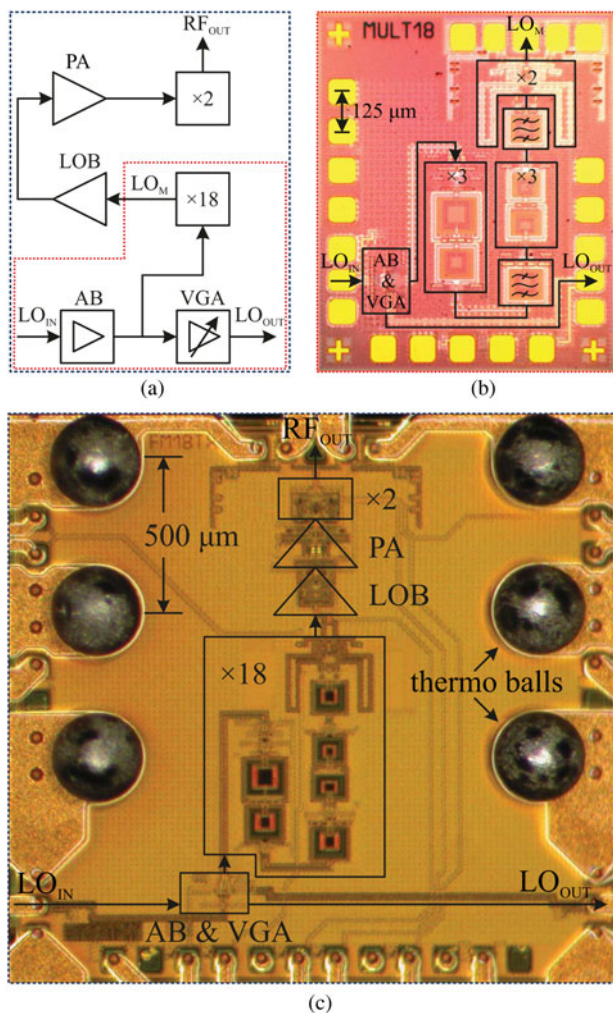 RF_OUT
PA
×2
LOB
LO_M
×18
LO_IN
AB
VGA
LO_OUT
(a)
MULT18
LO_M
×2
125 µm
×3
×3
LO_IN
AB
&
VGA
LO_OUT
(b)
FM18TX
RF_OUT
×2
500 µm
PA
LOB
×18
thermo balls
LO_IN
LO_OUT
AB & VGA
(c)